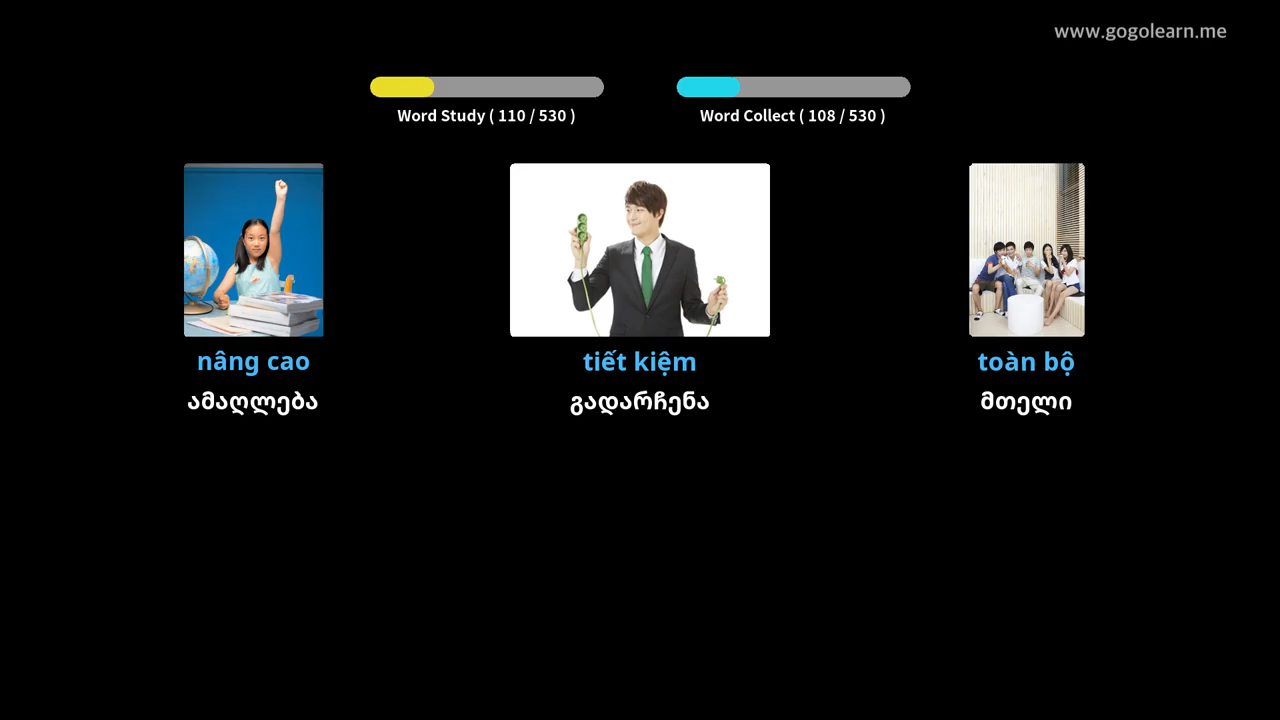 www.gogolearn.me
Word Study ( 110 / 530 )
Word Collect ( 108 / 530 )
nâng cao
tiết kiệm
toàn bộ
ამაღლება
გადარჩენა
მთელი